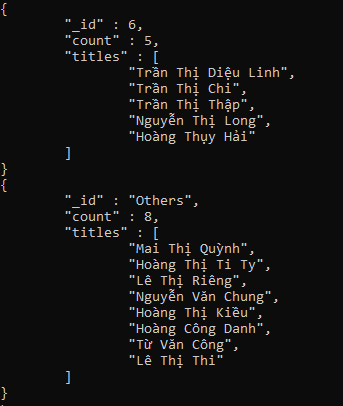 {
"_id" : 6,
"count" : 5,
"titles" : [
"Trần Thị Diệu Linh",
"Trần Thị Chi",
"Trần Thị Thập",
"Nguyễn Thị Long",
"Hoàng Thụy Hải"
]
}
{
"_id" : "Others",
"count" : 8,
"titles" : [
"Mai Thị Quỳnh",
"Hoàng Thị Ti Ty",
"Lê Thị Riêng",
"Nguyễn Văn Chung",
"Hoàng Thị Kiều",
"Hoàng Công Danh",
"Từ Văn Công",
"Lê Thị Thi"
]
}